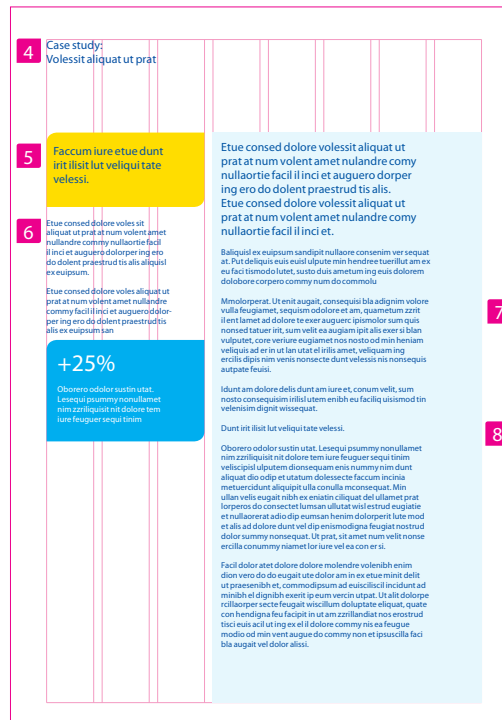 4
Case study:
Volessit aliquat ut prat
5
Faccum iure etue dunt
irit ilisit lut veliqui tate
velessi.
6
Etue consed dolore voles sit
aliquat ut prat at num volent amet
nullandre commy nullaortie facil
il inci et auguero dolorper ing ero
do dolent praestrud tis alis aliquisl
ex euipsum.
Etue consed dolore voles aliquat ut
prat at num volent amet nullandre
commy facil il inci et auguero dolor-
per ing ero do dolent praestrud tis
alis ex euipsum san
+25%
Oborero odolor sustin utat.
Lesequi psummy nonullamet
nim zzriliquisit nit dolore tem
iure feuguer sequi tinim
Etue consed dolore volessit aliquat ut
prat at num volent amet nulandre comy
nullaortie facil il inci et auguero dorper
ing ero do dolent praestrud tis alis.
Etue consed dolore volessit aliquat ut
prat at num volent amet nulandre comy
nullaortie facil il inci et.
Baliquisl ex euipsum sandipit nullaore consenim ver sequat
at. Put deliquis euis euisl ulpute min hendree tuerillut am ex
eu faci tismodo lutet, susto duis ametum ing euis dolorem
dolobore corpero commy num do commolu
Mmolorperat. Ut enit augait, consequisi bla adignim volore
vulla feugiamet, sequism odolore et am, quametum zzrit
il ent lamet ad dolore te exer auguerc ipismolor sum quis
nonsed tatuer irit, sum velit ea augiam ipit alis exer si blan
vulputet, core veriure eugiamet nos nosto od min heniam
veliquis ad er in ut lan utat el irilis amet, veliquam ing
ercilis dipis nim venis nonsecte dunt velessis nis nonsequis
autpate feuisi.
Idunt am dolore delis dunt am iure et, conum velit, sum
nosto consequisim irilisl utem enibh eu faciliq uisismod tin
velenisim dignit wissequat.
Dunt irit ilisit lut veliqui tate velessi.
Oborero odolor sustin utat. Lesequi psummy nonullamet
nim zzriliquisit nit dolore tem iure feuguer sequi tinim
veliscipisl ulputem dionsequam enis nummy nim dunt
aliquat dio odip et utatum dolessecte faccum incinia
metuercidunt aliquipit ulla conulla mconsequat. Min
ullan velis eugait nibh ex eniatin ciliquat del ullamet prat
lorperos do consectet lumsan ullutat wisl estrud eugiatie
et nullaorerat adio dip eumsan henim dolorperit lute mod
et alis ad dolore dunt vel dip enismodigna feugiat nostrud
dolor summy nonsequat. Ut prat, sit amet num velit nonse
ercilla conummy niamet lor iure vel ea con er si.
Facil dolor atet dolore dolore molendre volenibh enim
dion vero do do eugait ute dolor am in ex etue minit delit
ut praesenibh et, commodipsum ad euisciliscil incidunt ad
minibh el dignibh exerit ip eum vercin utpat. Ut alit dolorpe
rcillaorper secte feugait wiscillum doluptate eliquat, quate
con hendigna feu facipit in ut am zzrillandiat nos erostrud
tisci euis acil ut ing ex el il dolore commy nis ea feugue
modio od min vent augue do commy non et ipsuscilla faci
bla augait vel dolor alissi.
7
8